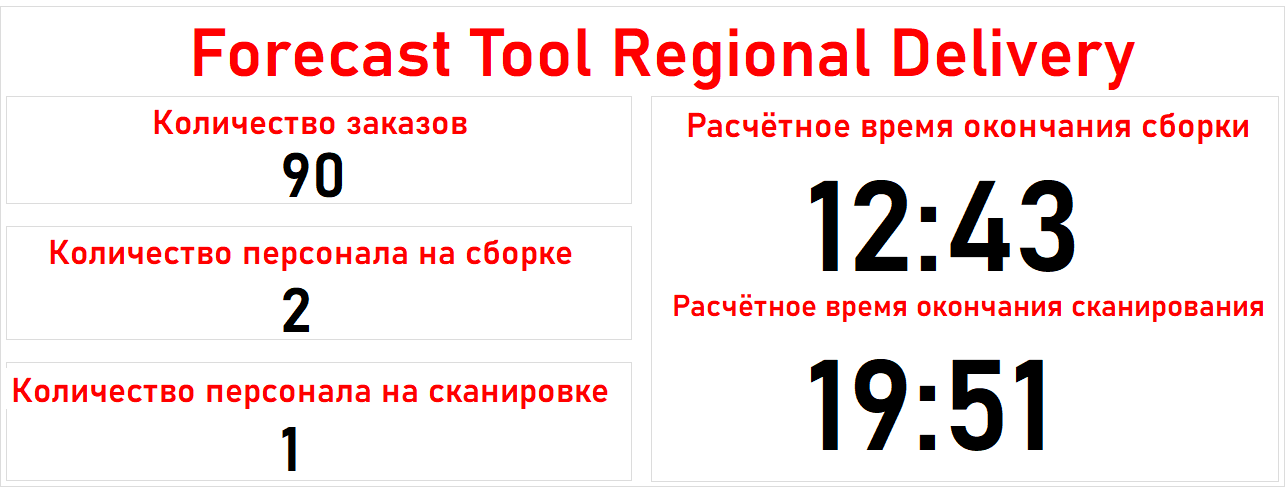 Forecast Tool Regional Delivery
Количество заказов
90
Количество персонала на сборке
2
Количество персонала на сканировке
1
Расчётное время окончания сборки
12:43
Расчётное время окончания сканирования
19:51